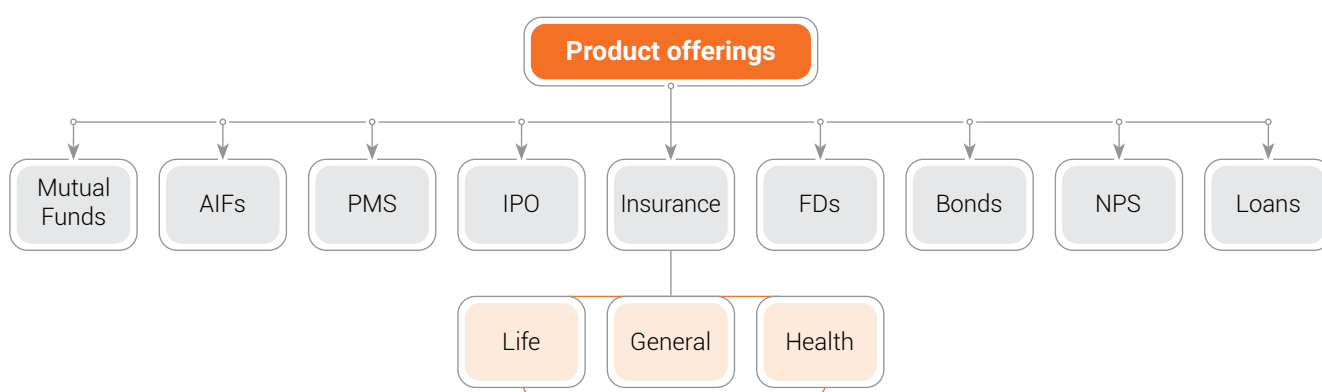 Product offerings
Mutual
Funds
AIFs
PMS
IPO
Insurance
FDs
Bonds
NPS
Loans
Life
General
Health